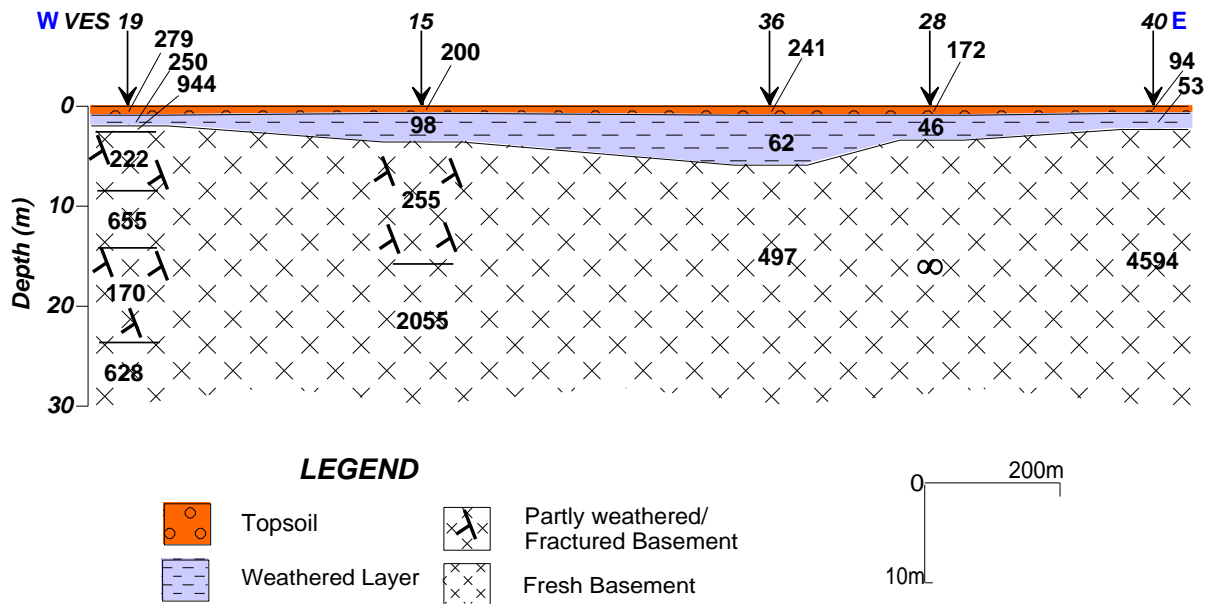 W VES 19 15 36 28 40 E
279 200 241 172 94
250 53
944
0
98 46
62
222
255
10
655
497 ∞ 4594
170
20
2055
628
30
Depth (m)
LEGEND
Topsoil
Weathered Layer
Partly weathered/
Fractured Basement
Fresh Basement
0 200m
10m